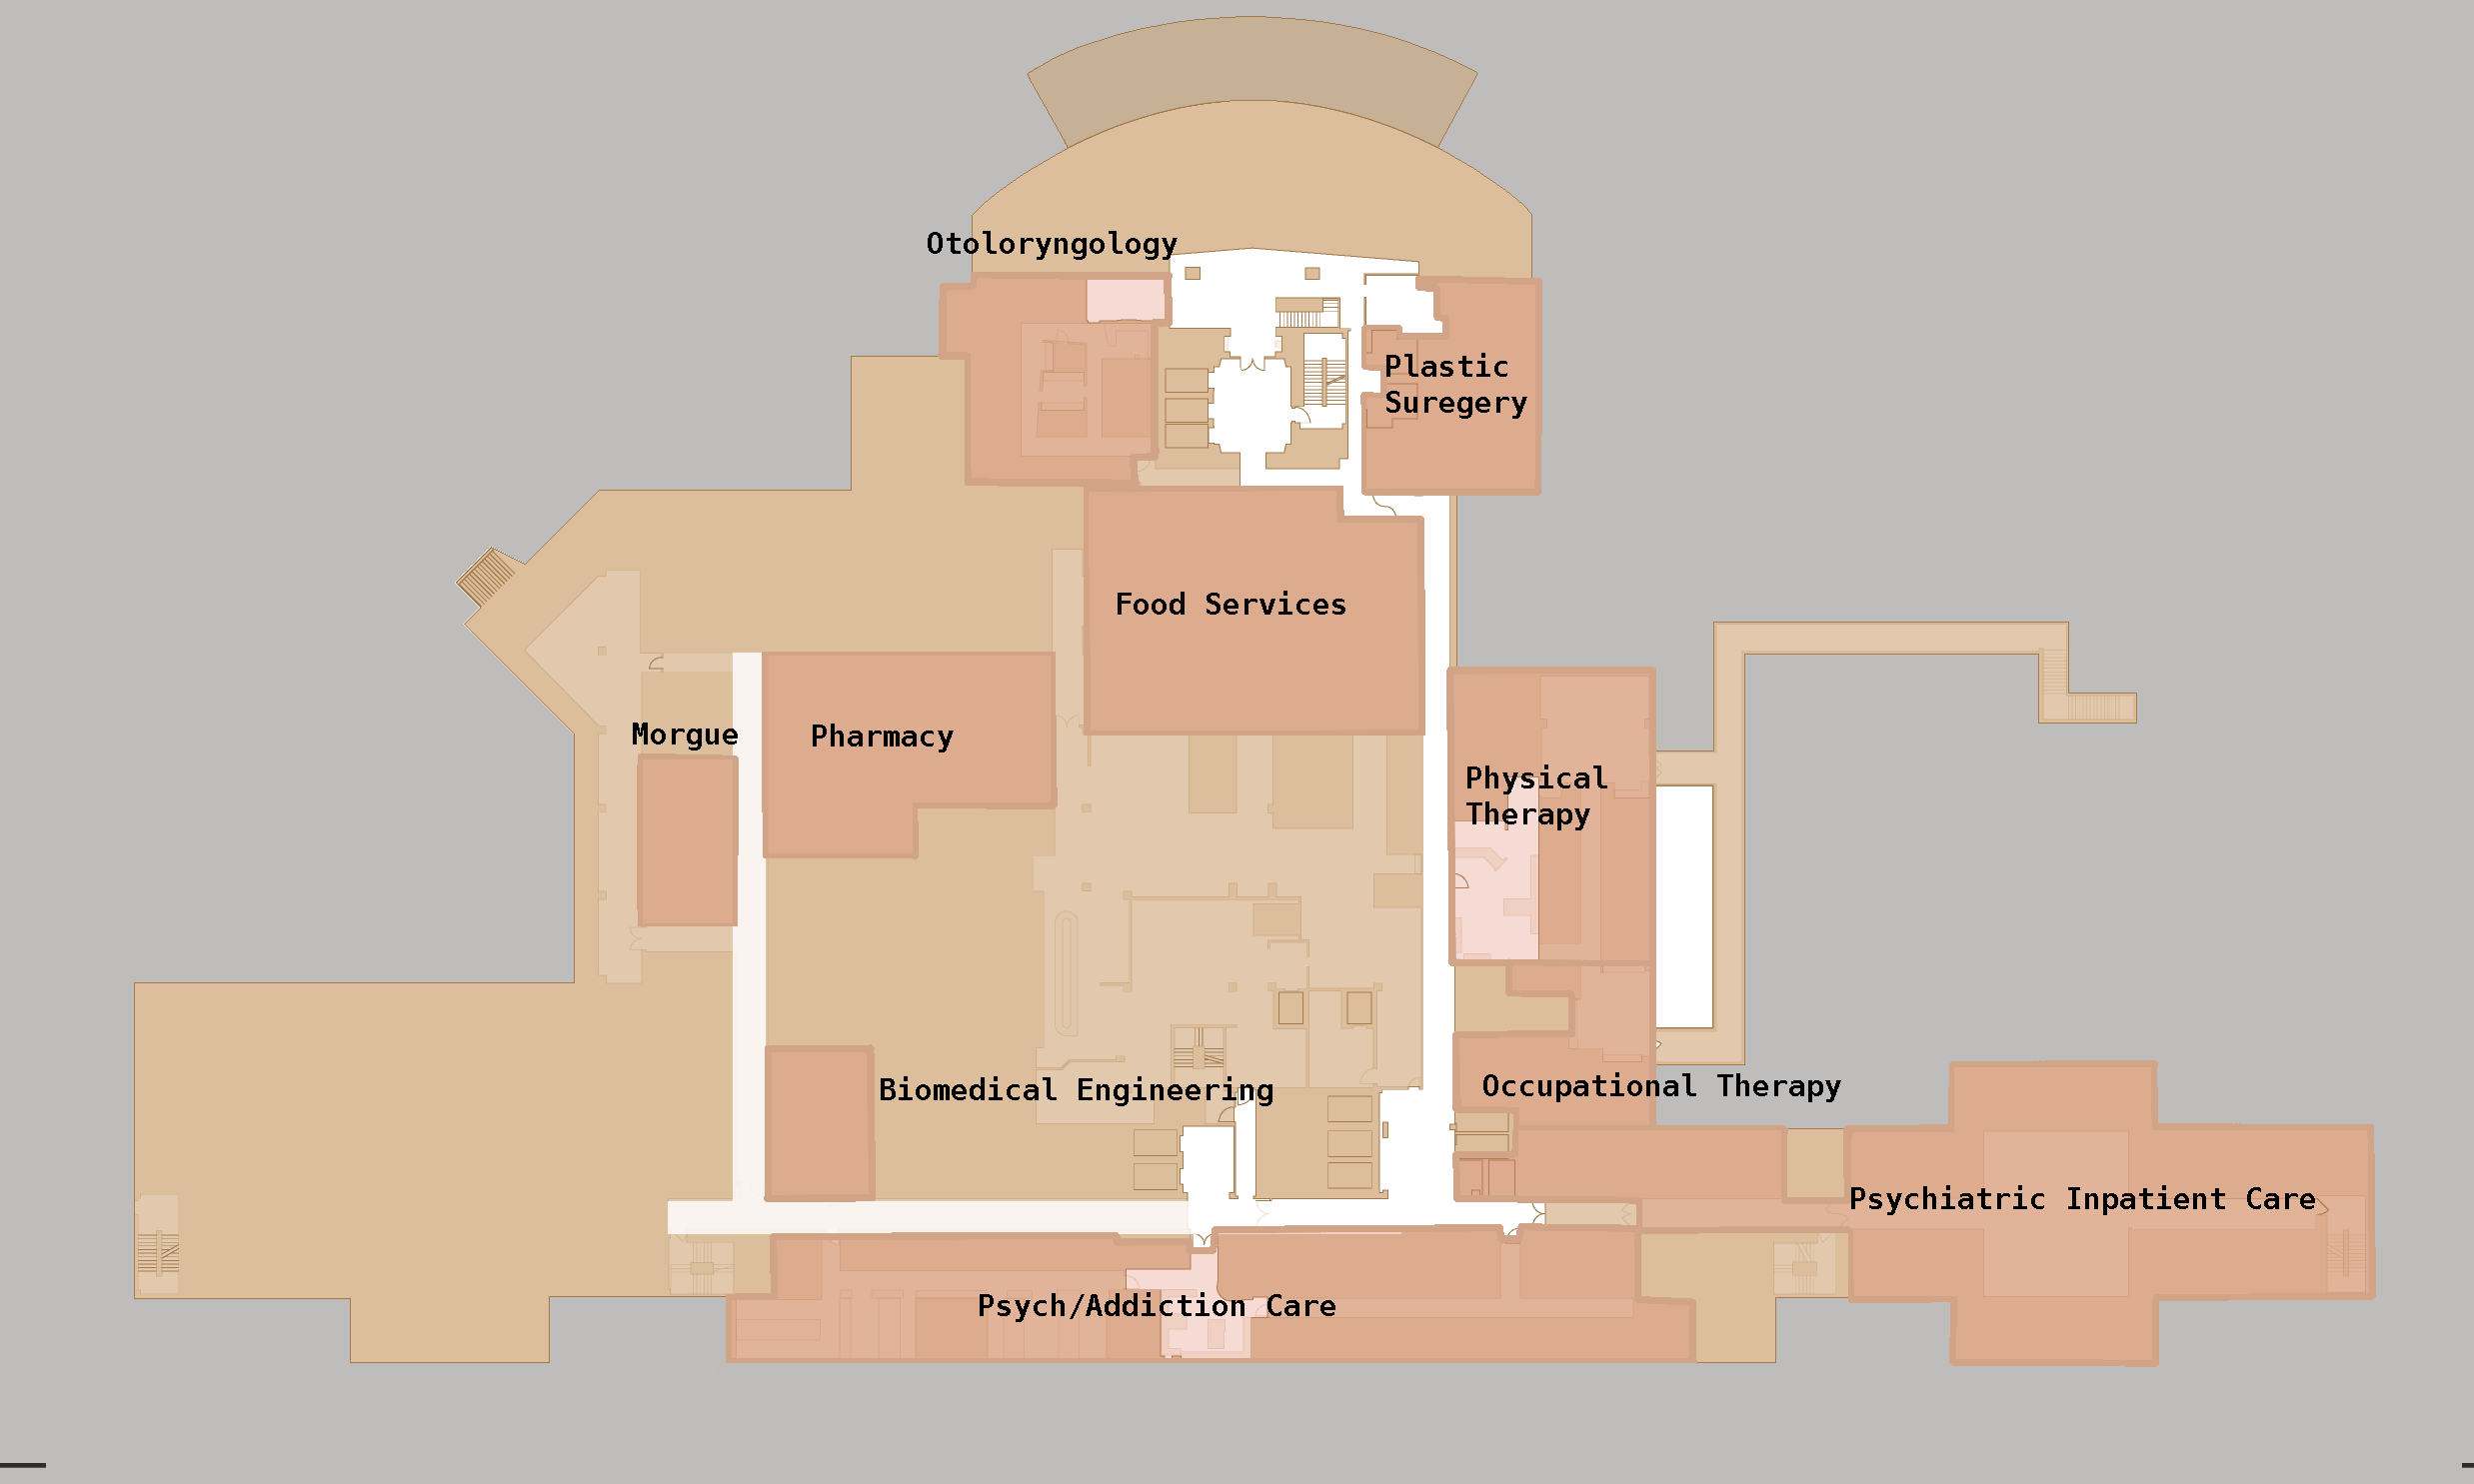 Otoloryngology
Plastic
Suregery
Food Services
Morgue
Pharmacy
Physical
Therapy
Biomedical Engineering
Occupational Therapy
Psychiatric Inpatient Care
Psych/Addiction Care